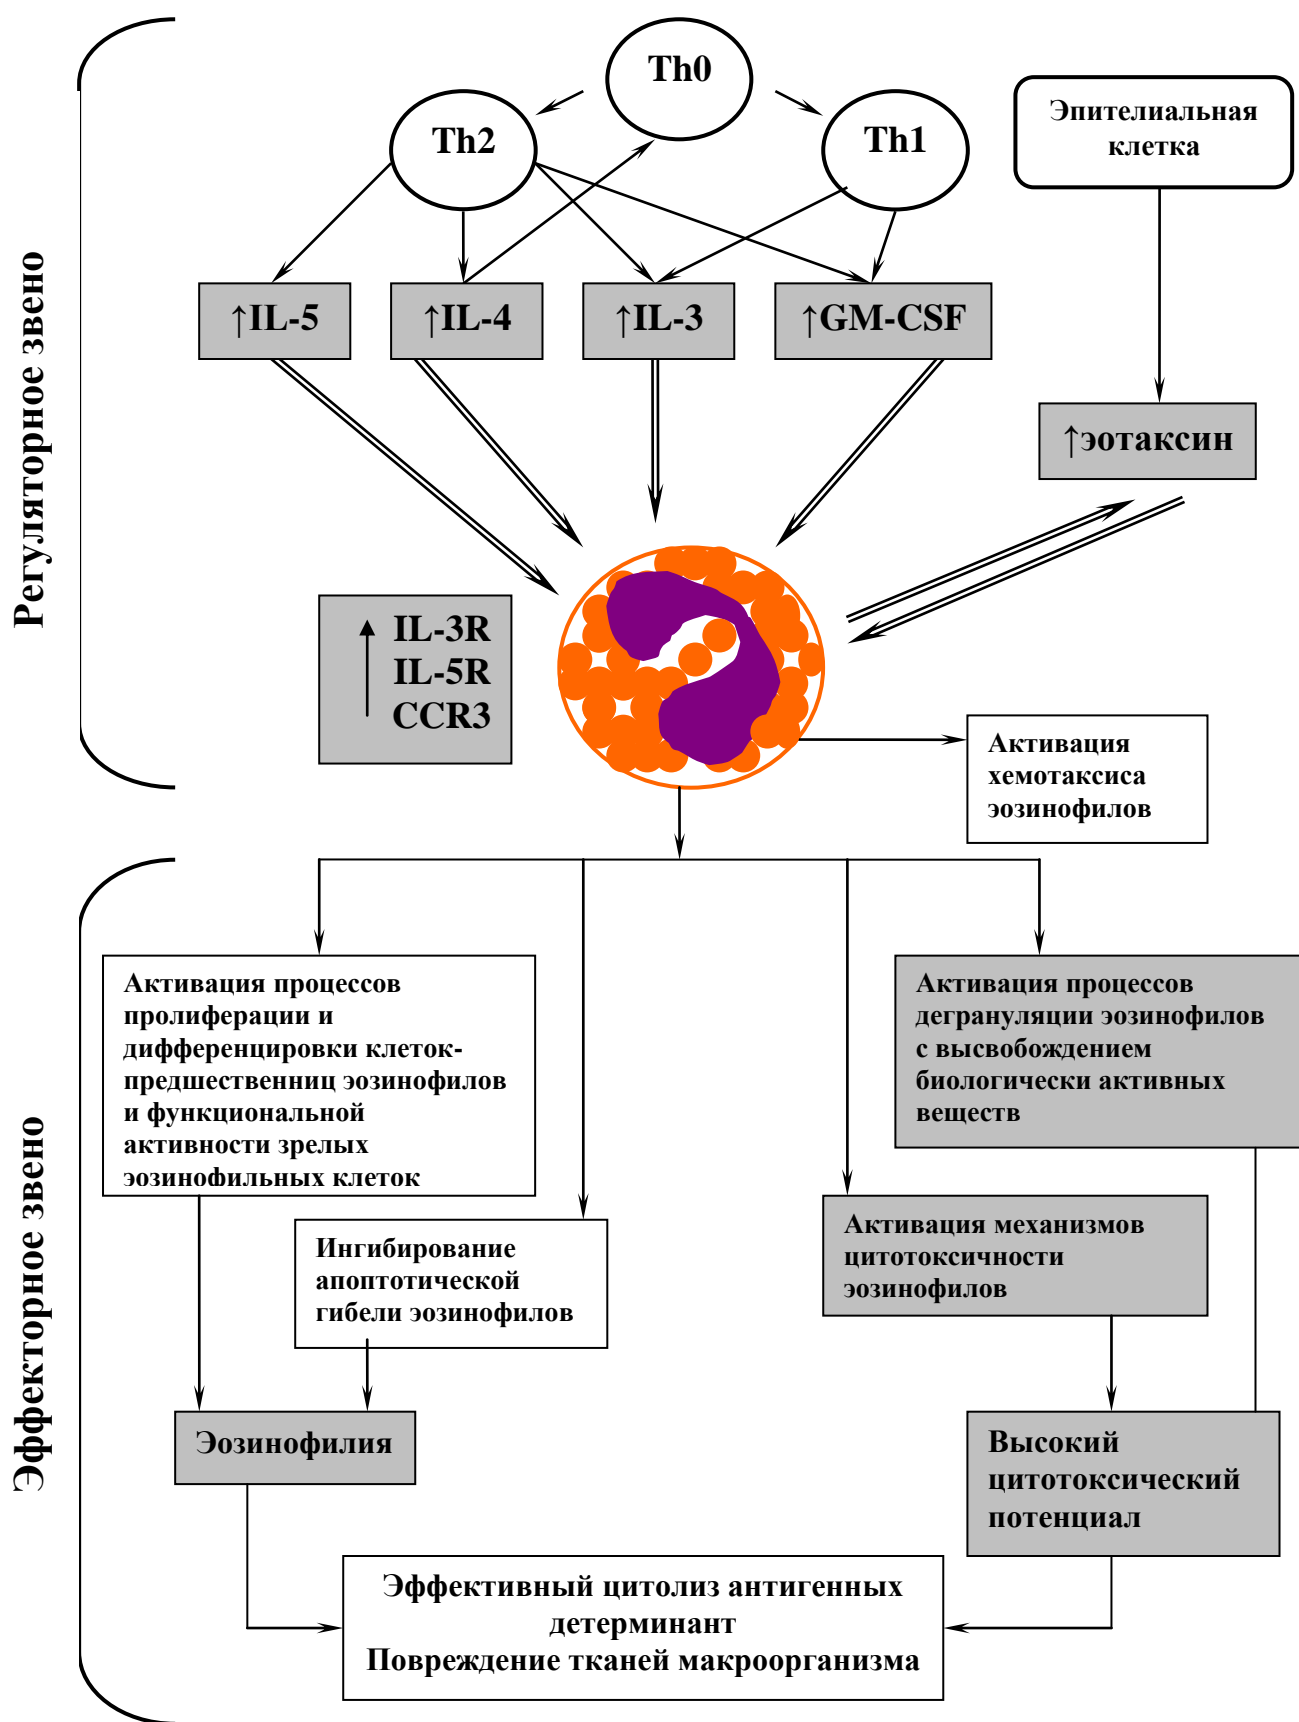 Регуляторное звено
Th0
Th2
Th1
Эпителиальная
клетка
↑IL-5
↑IL-4
↑IL-3
↑GM-CSF
↑эотаксин
IL-3R
IL-5R
CCR3
Активация
хемотаксиса
эозинофилов
Эффекторное звено
Активация процессов
пролиферации и
дифференцировки клеток-
предшественниц эозинофилов
и функциональной
активности зрелых
эозинофильных клеток
Активация процессов
дегрануляции эозинофилов
с высвобождением
биологически активных
веществ
Ингибирование
апоптотической
гибели эозинофилов
Активация механизмов
цитотоксичности
эозинофилов
Эозинофилия
Высокий
цитотоксический
потенциал
Эффективный цитолиз антигенных
детерминант
Повреждение тканей макроорганизма